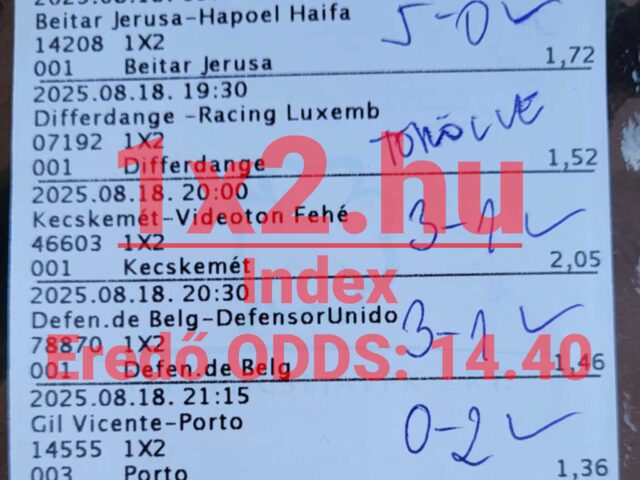 2025.08.18.
Beitar Jerusa-Hapoel Haifa
5-0 ✓
14208 1X2
001 Beitar Jerusa 1,72
2025.08.18. 19:30
Differdange -Racing Luxemb
07192 1X2
TÖRÖLVE
001 Differdange 1,52
1x2.hu
2025.08.18. 20:00
Kecskemét-Videoton Fehé
3-1 ✓
46603 1X2
001 Kecskemét 2,05
Index
2025.08.18. 20:30
Defen.de Belg-DefensorUnido
3-1 ✓
78870 1X2
Eredő ODDS: 14.40
001 Defen.de Belg 1,46
2025.08.18. 21:15
Gil Vicente-Porto
0-2 ✓
14555 1X2
003 Porto 1,36